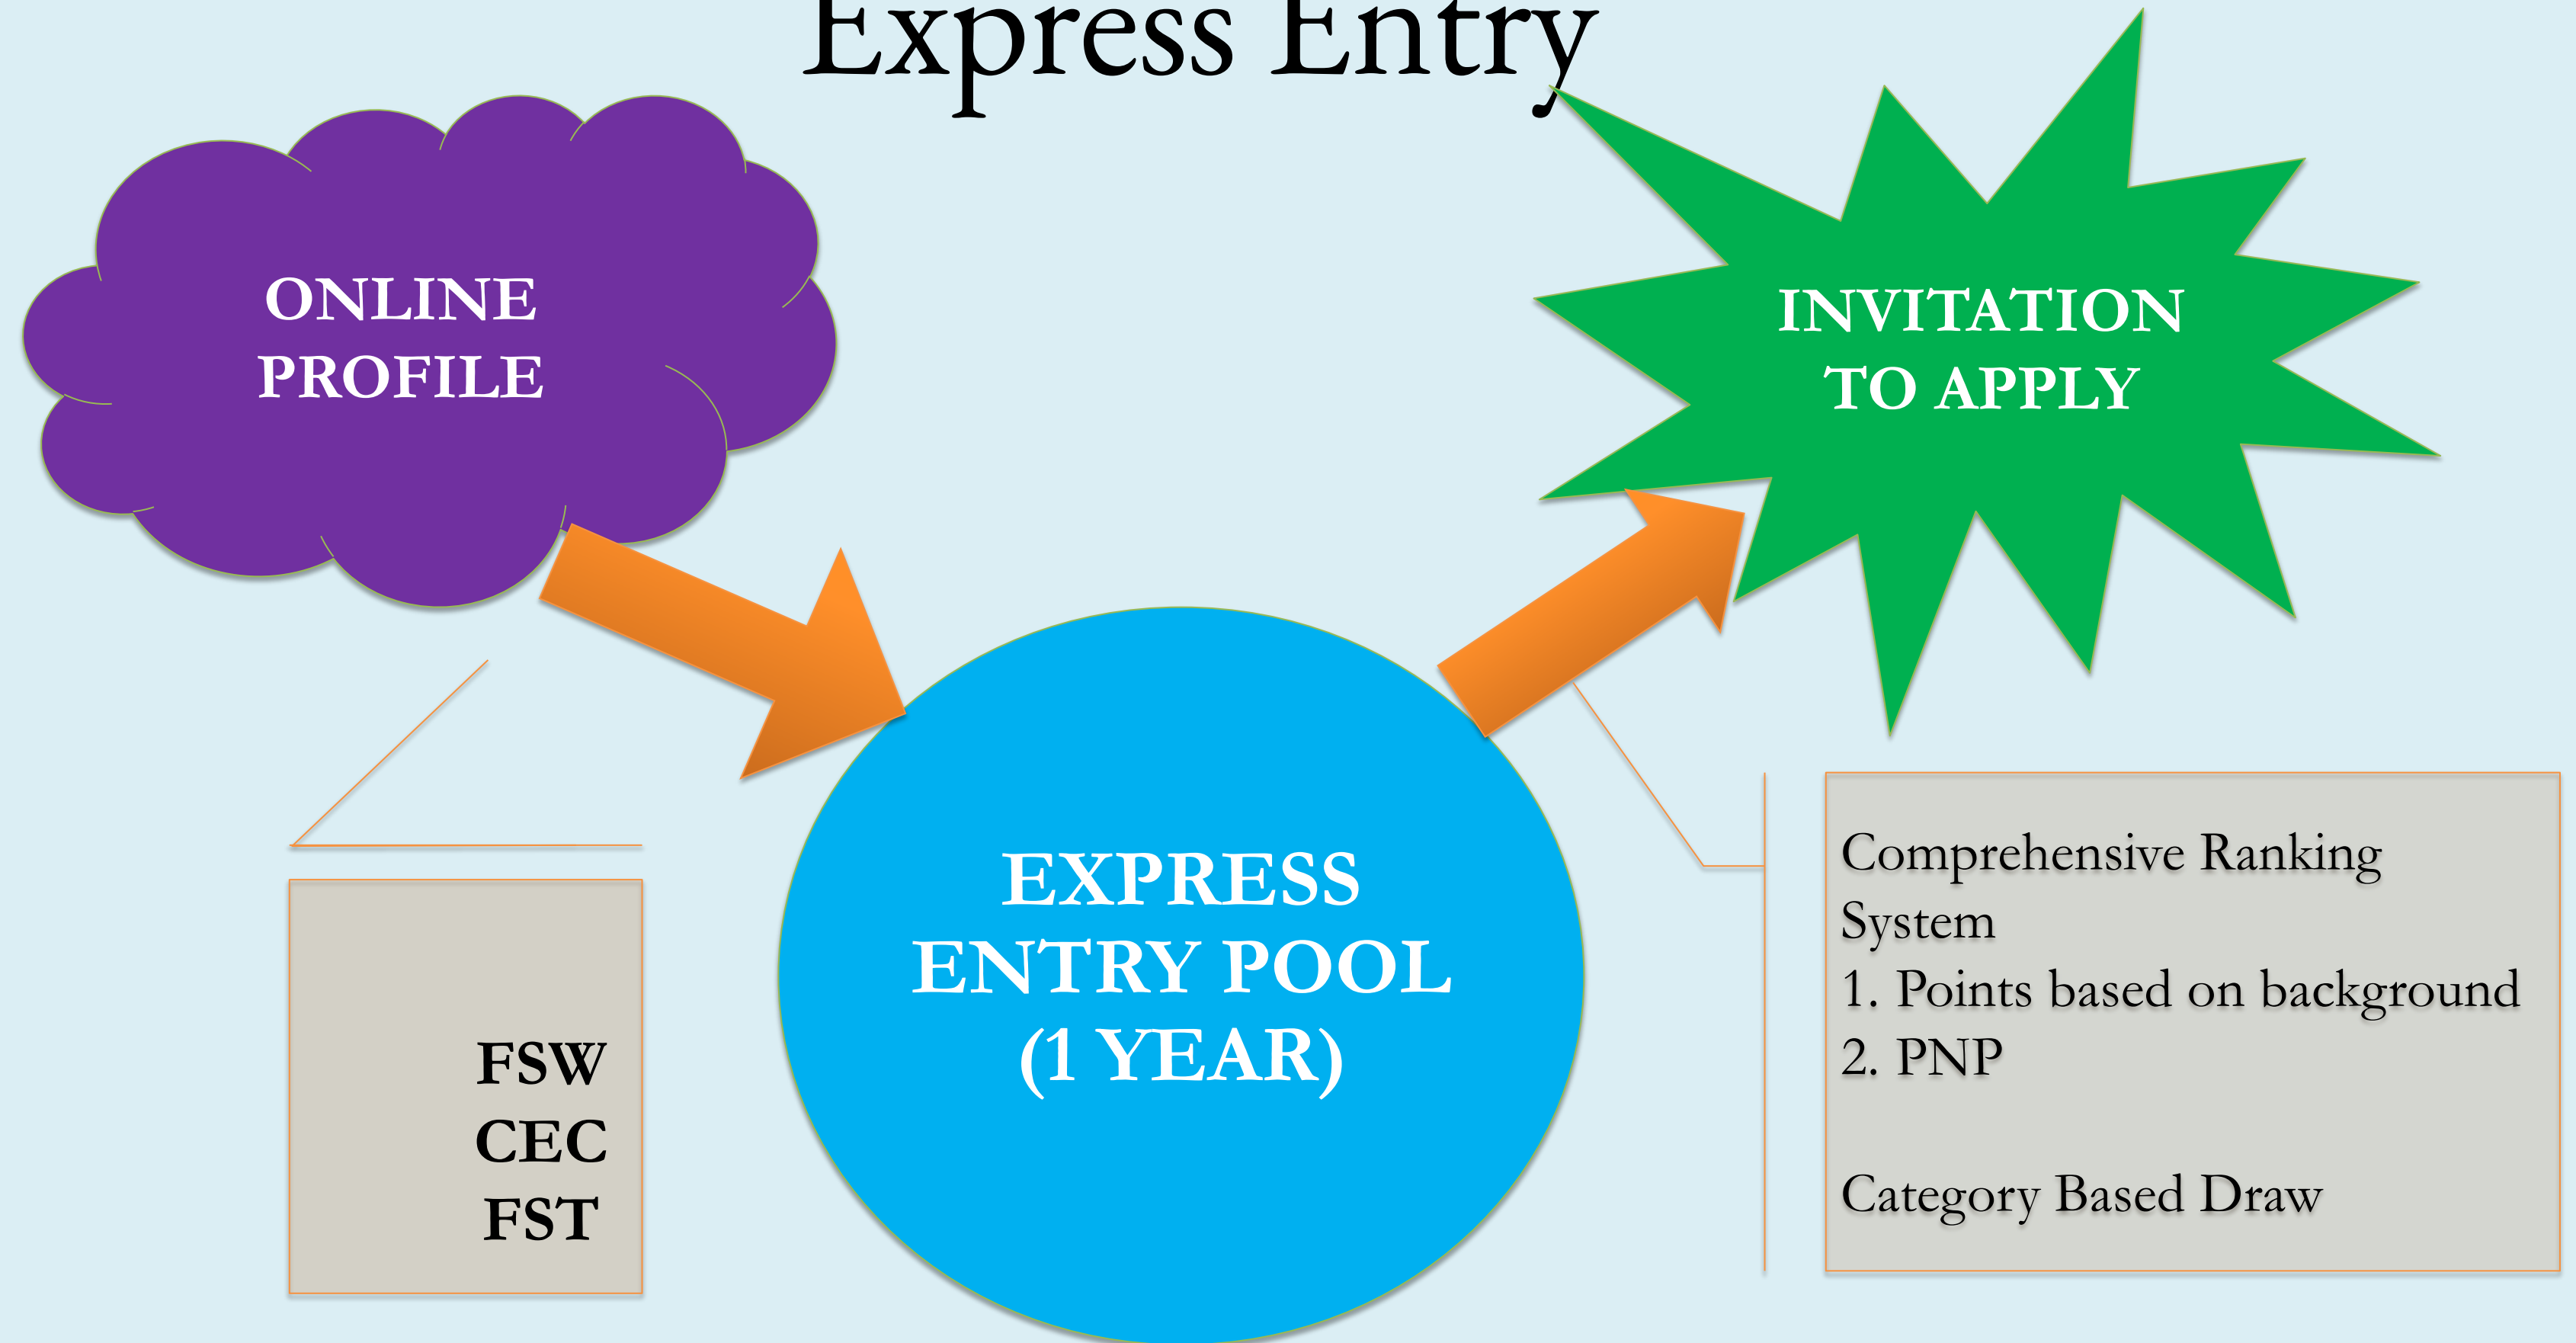 Express Entry
ONLINE
PROFILE
INVITATION
TO APPLY
EXPRESS
ENTRY POOL
(1 YEAR)
FSW
CEC
FST
Comprehensive Ranking
System
1. Points based on background
2. PNP
Category Based Draw